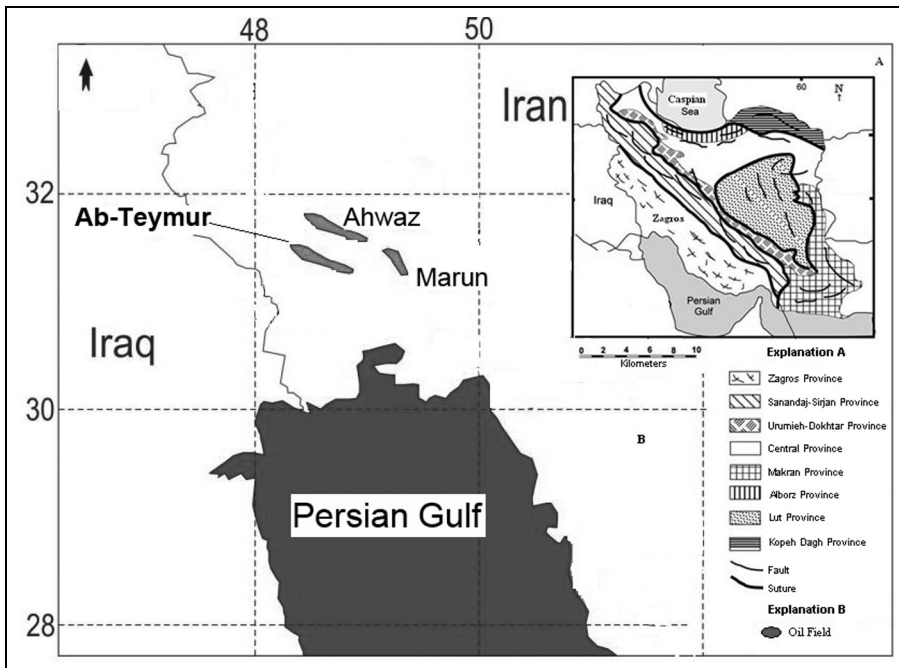 48
50
A
Iran
60
N
Caspian
Sea
Iraq
Zagros
Persian
Gulf
32
Ab-Teymur
Ahwaz
Marun
Iraq
0 2 4 6 8 10
Kilometers
Explanation A
Zagros Province
Sanandaj-Sirjan Province
Urumieh-Dokhtar Province
Central Province
Makran Province
Alborz Province
Lut Province
Kopeh Dagh Province
Fault
Suture
Explanation B
Oil Field
30
B
Persian Gulf
28